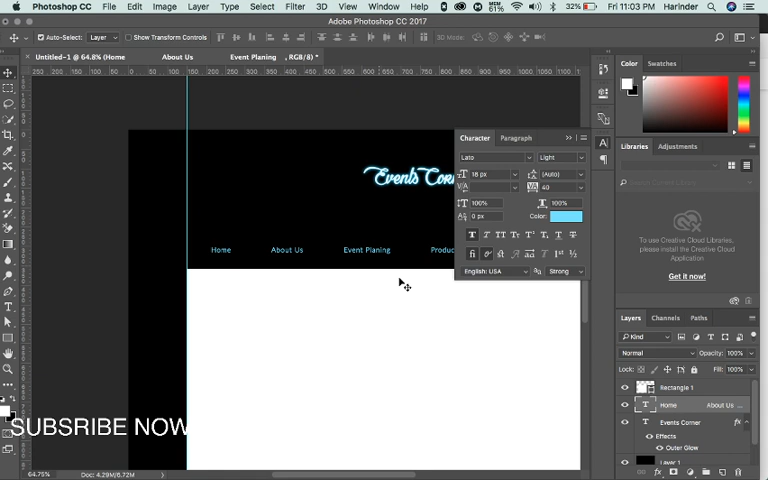 Photoshop CC File Edit Image Layer Type Select Filter 3D View Window Help MEM 61% 32% Fri 11:03 PM Harinder
Adobe Photoshop CC 2017
Auto-Select: Layer Show Transform Controls 3D Mode:
Untitled-1 @ 64.8% (Home About Us Event Planing , RGB/8) *
Color Swatches
Character Paragraph
Lato Light
18 px (Auto)
40
100% 100%
0 px Color:
English: USA Strong
Events Cor
Home About Us Event Planing Produc
Libraries Adjustments
To use Creative Cloud Libraries,
please install the Creative Cloud
Application
Get it now!
Layers Channels Paths
Kind
Normal Opacity: 100%
Lock: Fill: 100%
Rectangle 1
Home About Us ...
Events Corner fx
Effects
Outer Glow
Layer 1
SUBSRIBE NOW
64.75% Doc: 4.29M/6.72M